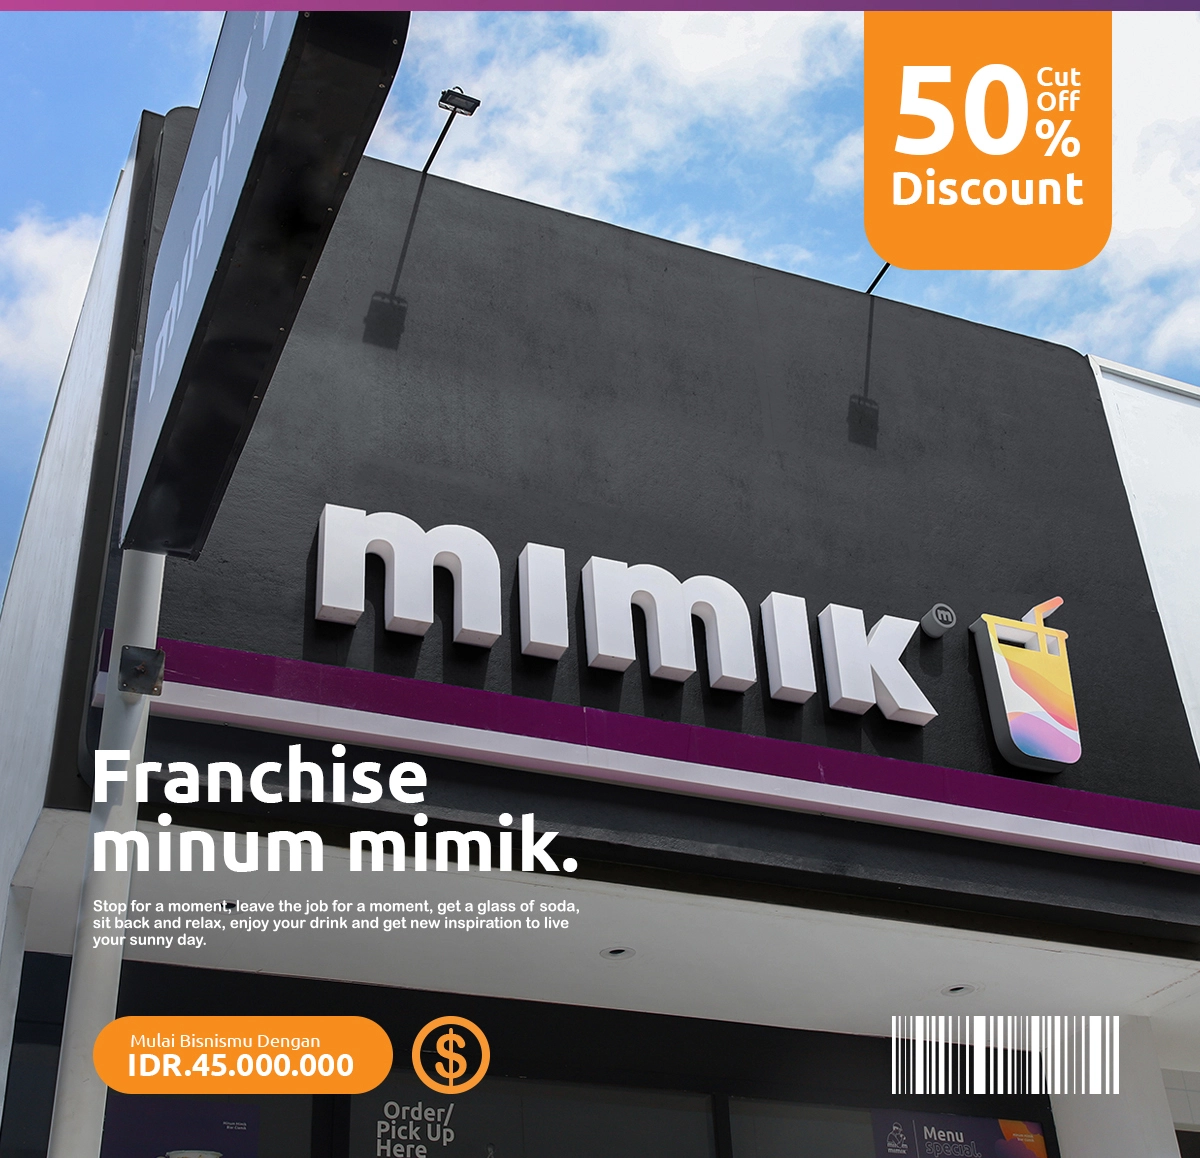 mimik
50 Cut
Off
%
Discount
mimik
m
Franchise
minum mimik.
Stop for a moment, leave the job for a moment, get a glass of soda,
sit back and relax, enjoy your drink and get new inspiration to live
your sunny day.
Mulai Bisnismu Dengan
IDR.45.000.000
$
Order/
Pick Up
Here
mimik
Menu
special.